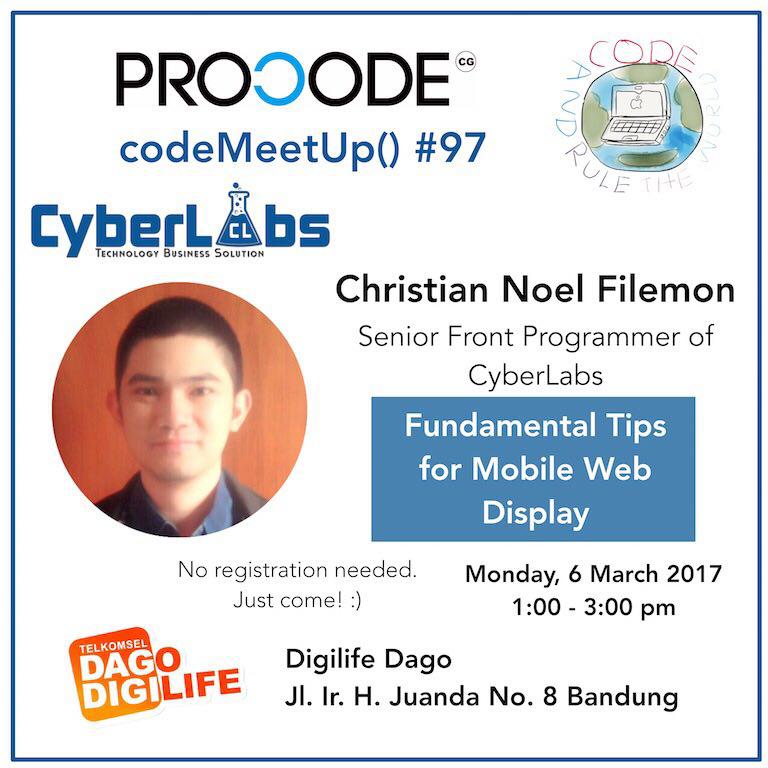 PROCODE CG
codeMeetUp() #97
CODE AND RULE THE WORLD
CyberLabs
CL
TECHNOLOGY BUSINESS SOLUTION
Christian Noel Filemon
Senior Front Programmer of
CyberLabs
Fundamental Tips
for Mobile Web
Display
No registration needed.
Just come! :)
Monday, 6 March 2017
1:00 - 3:00 pm
TELKOMSEL
DAGO
DIGILIFE
Digilife Dago
Jl. Ir. H. Juanda No. 8 Bandung